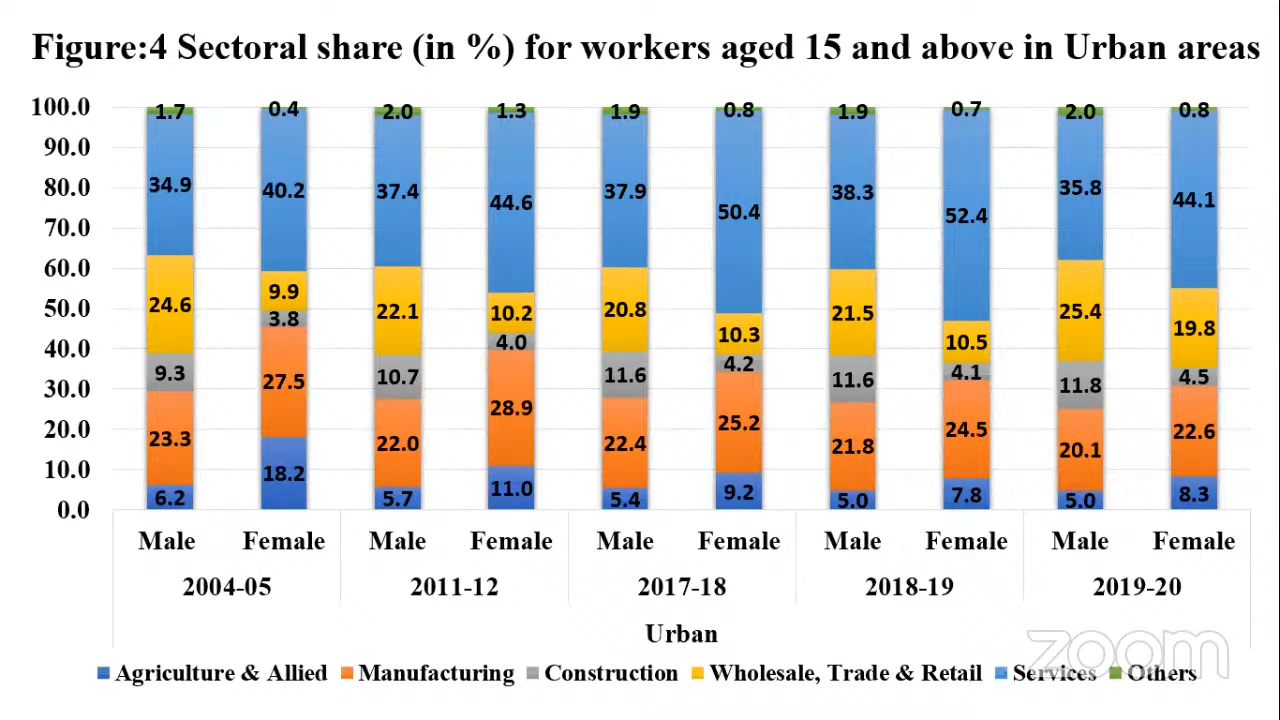 Figure:4 Sectoral share (in %) for workers aged 15 and above in Urban areas
100.0 1.7 0.4 2.0 1.3 1.9 0.8 1.9 0.7 2.0 0.8
90.0
80.0 34.9 40.2 37.4 44.6 37.9 50.4 38.3 52.4 35.8 44.1
70.0
60.0
50.0 24.6 9.9 22.1 10.2 20.8 10.3 21.5 10.5 25.4 19.8
40.0
30.0 9.3 3.8 10.7 4.0 11.6 4.2 11.6 4.1 11.8 4.5
20.0 23.3 27.5 22.0 28.9 22.4 25.2 21.8 24.5 20.1 22.6
10.0
0.0 6.2 18.2 5.7 11.0 5.4 9.2 5.0 7.8 5.0 8.3
Male Female Male Female Male Female Male Female Male Female
2004-05 2011-12 2017-18 2018-19 2019-20
Urban
zoom
Agriculture & Allied Manufacturing Construction Wholesale, Trade & Retail Services Others